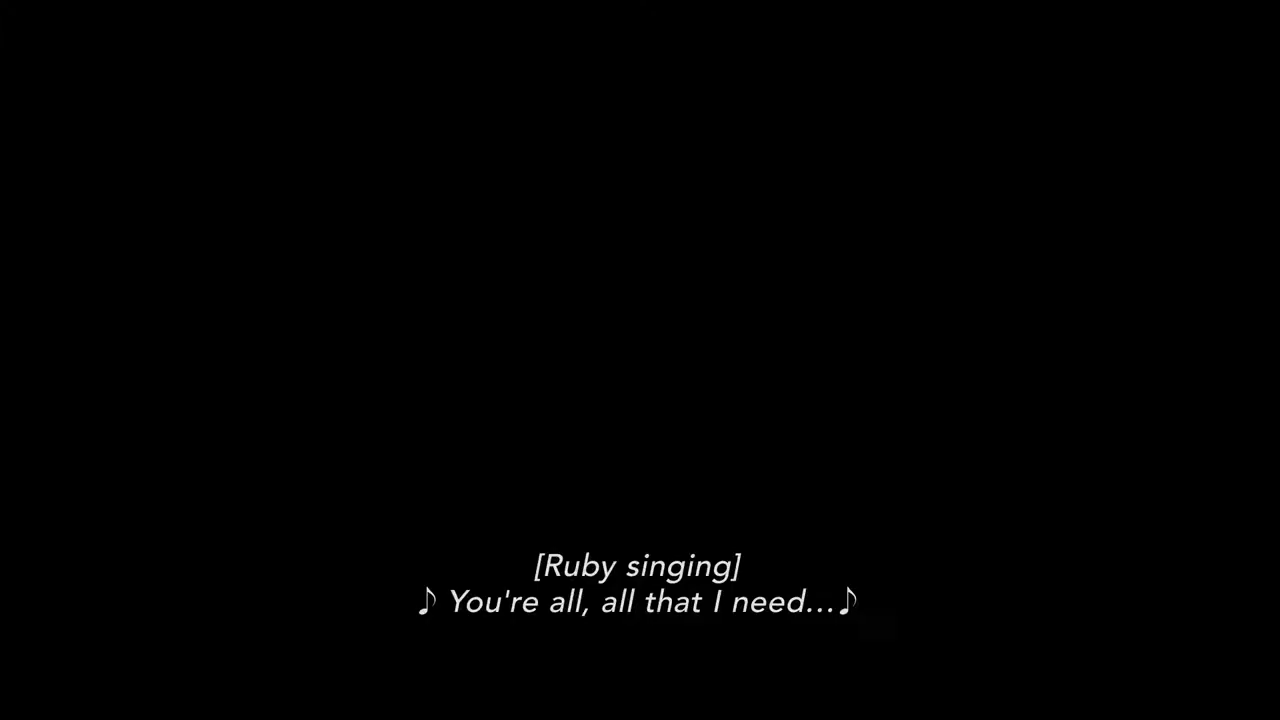 [Ruby singing]
♪ You're all, all that I need...♪